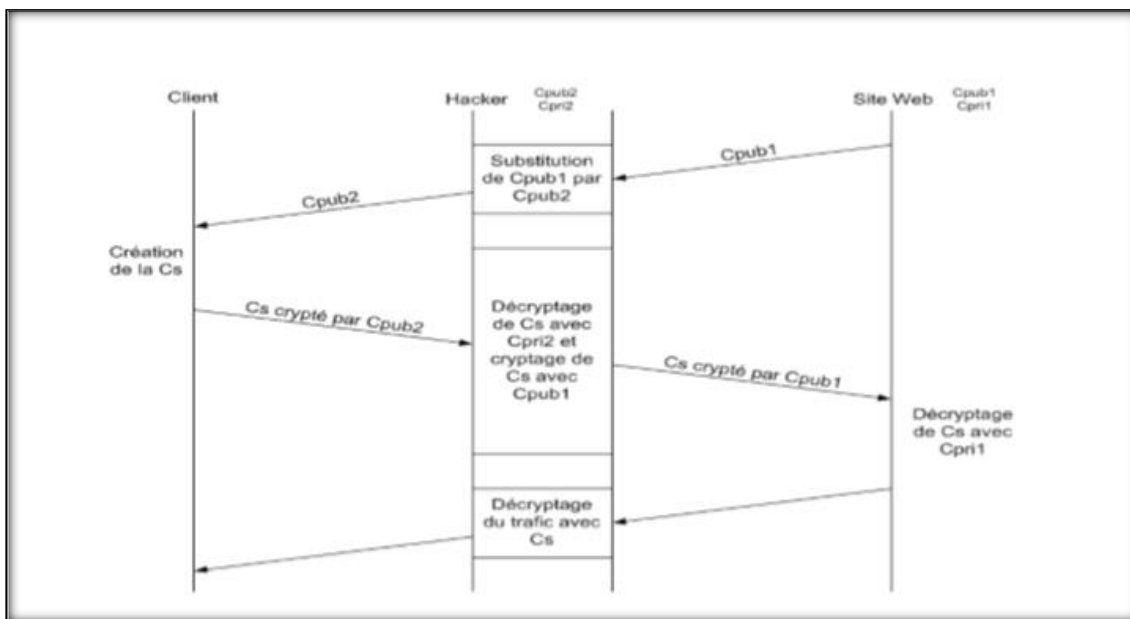 Client
Hacker
Cpub2
Cpri2
Site Web
Cpub1
Cpri1
Cpub1
Substitution
de Cpub1 par
Cpub2
Cpub2
Création
de la Cs
Cs crypté par Cpub2
Décryptage
de Cs avec
Cpri2 et
cryptage de
Cs avec
Cpub1
Cs crypté par Cpub1
Décryptage
de Cs avec
Cpri1
Décryptage
du trafic avec
Cs